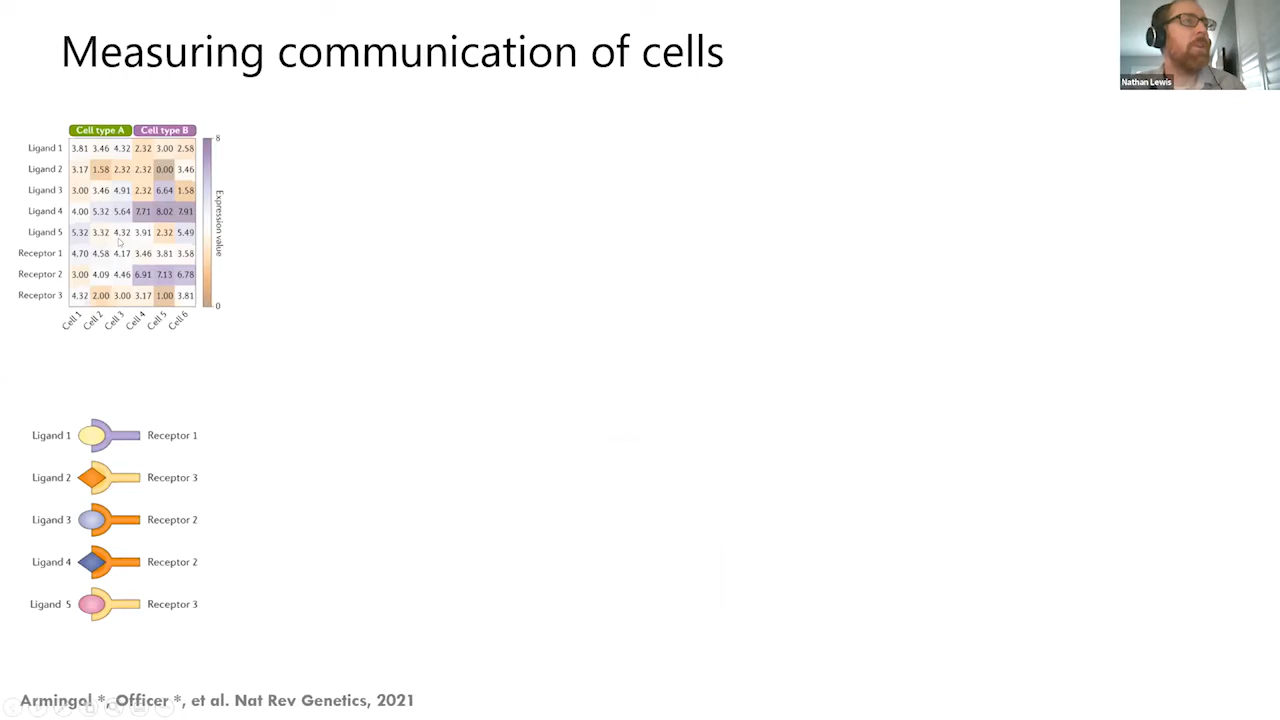 Measuring communication of cells
Nathan Lewis
Cell type A Cell type B
Ligand 1 3.81 3.46 4.32 2.32 3.00 2.58
Ligand 2 3.17 1.58 2.32 2.32 0.00 3.46
Ligand 3 3.00 3.46 4.91 2.32 6.64 1.58
Ligand 4 4.00 5.32 5.64 7.71 8.02 7.91
Ligand 5 5.32 3.32 4.32 3.91 2.32 5.49
Receptor 1 4.70 4.58 4.17 3.46 3.81 3.58
Receptor 2 3.00 4.09 4.46 6.91 7.13 6.78
Receptor 3 4.32 2.00 3.00 3.17 1.00 3.81
Cell 1 Cell 2 Cell 3 Cell 4 Cell 5 Cell 6
8
Expression value
0
Ligand 1 Receptor 1
Ligand 2 Receptor 3
Ligand 3 Receptor 2
Ligand 4 Receptor 2
Ligand 5 Receptor 3
Armingol *, Officer *, et al. Nat Rev Genetics, 2021